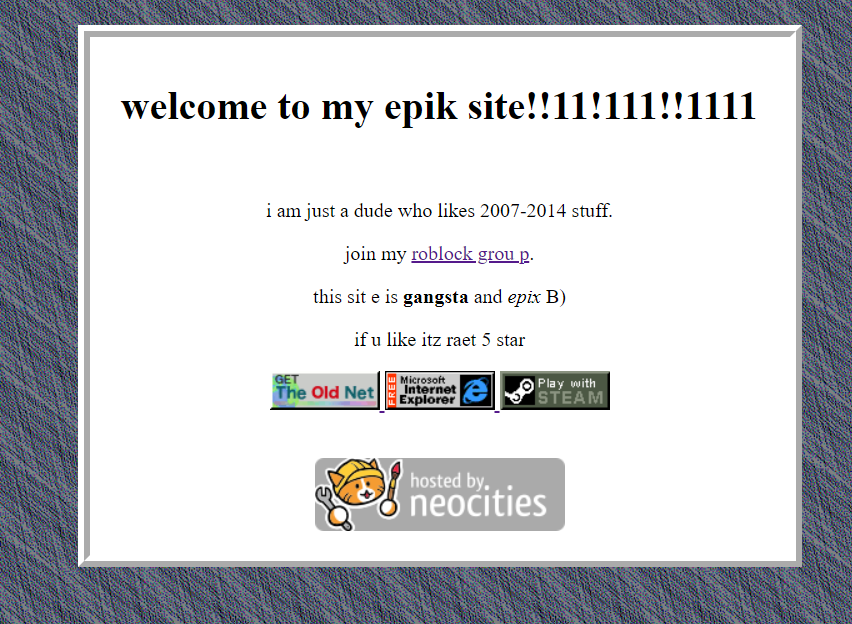 welcome to my epik site!!11!111!!1111
i am just a dude who likes 2007-2014 stuff.
join my roblock grou p.
this sit e is gangsta and epix B)
if u like itz raet 5 star
GET
The Old Net
FREE
Microsoft
Internet
Explorer
Play with
STEAM
hosted by
neocities